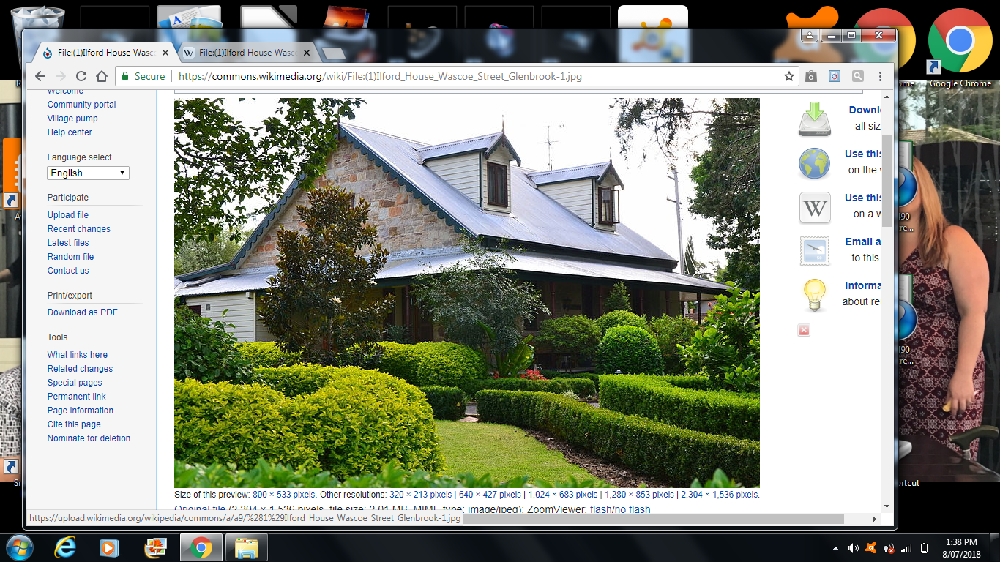 File:(1)Ilford House Wasc
File:(1)Ilford House Wasc
Secure
https://commons.wikimedia.org/wiki/File:(1)Ilford_House_Wascoe_Street_Glenbrook-1.jpg
Google Chrome
Welcome
Community portal
Village pump
Help center
Language select
English
Participate
Upload file
Recent changes
Latest files
Random file
Contact us
Print/export
Download as PDF
Tools
What links here
Related changes
Special pages
Permanent link
Page information
Cite this page
Nominate for deletion
Downl
all siz
Use this
on the
Use this
on a w
Email a
to this
Informa
about re
490
re...
490
re...
ortcut
Size of this preview: 800 × 533 pixels. Other resolutions: 320 × 213 pixels | 640 × 427 pixels | 1,024 × 683 pixels | 1,280 × 853 pixels | 2,304 × 1,536 pixels.
Original file (2,304 × 1,536 pixels, file size: 2.01 MB, MIME type: image/jpeg); ZoomViewer: flash/no flash
https://upload.wikimedia.org/wikipedia/commons/a/a9/%281%29Ilford_House_Wascoe_Street_Glenbrook-1.jpg
1:38 PM
8/07/2018